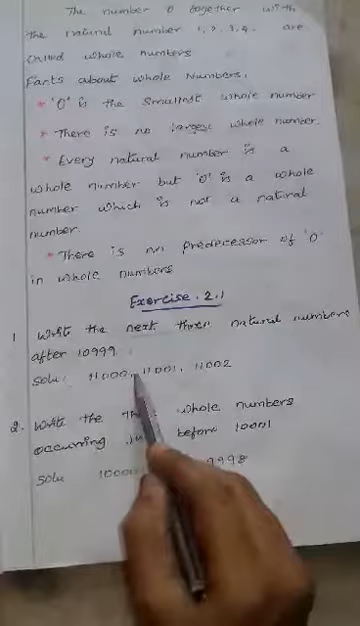 The number 0 together with
the natural number 1, 2, 3, 4, are
called whole numbers
Facts about Whole Numbers.
* '0' is the smallest whole number
* There is no largest whole number.
* Every natural number is a
whole number but '0' is a whole
number which is not a natural
number.
* There is no predecessor of '0'
in whole numbers
Exercise. 2.1
1 Write the next three natural numbers
after 10999.
Solu: 11000, 11001, 11002
2. Write the whole numbers
occurring before 10001
Solu 9998